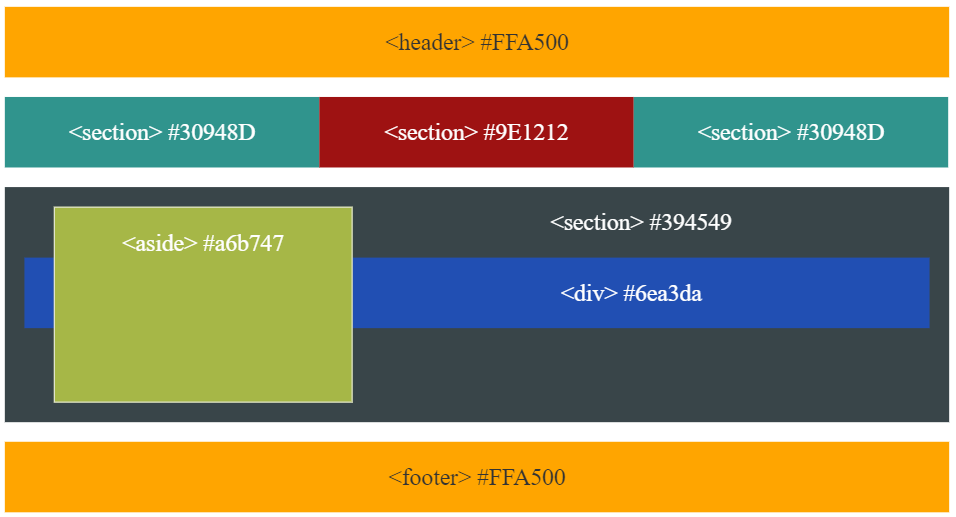 <header> #FFA500
<section> #30948D
<section> #9E1212
<section> #30948D
<section> #394549
<aside> #a6b747
<div> #6ea3da
<footer> #FFA500